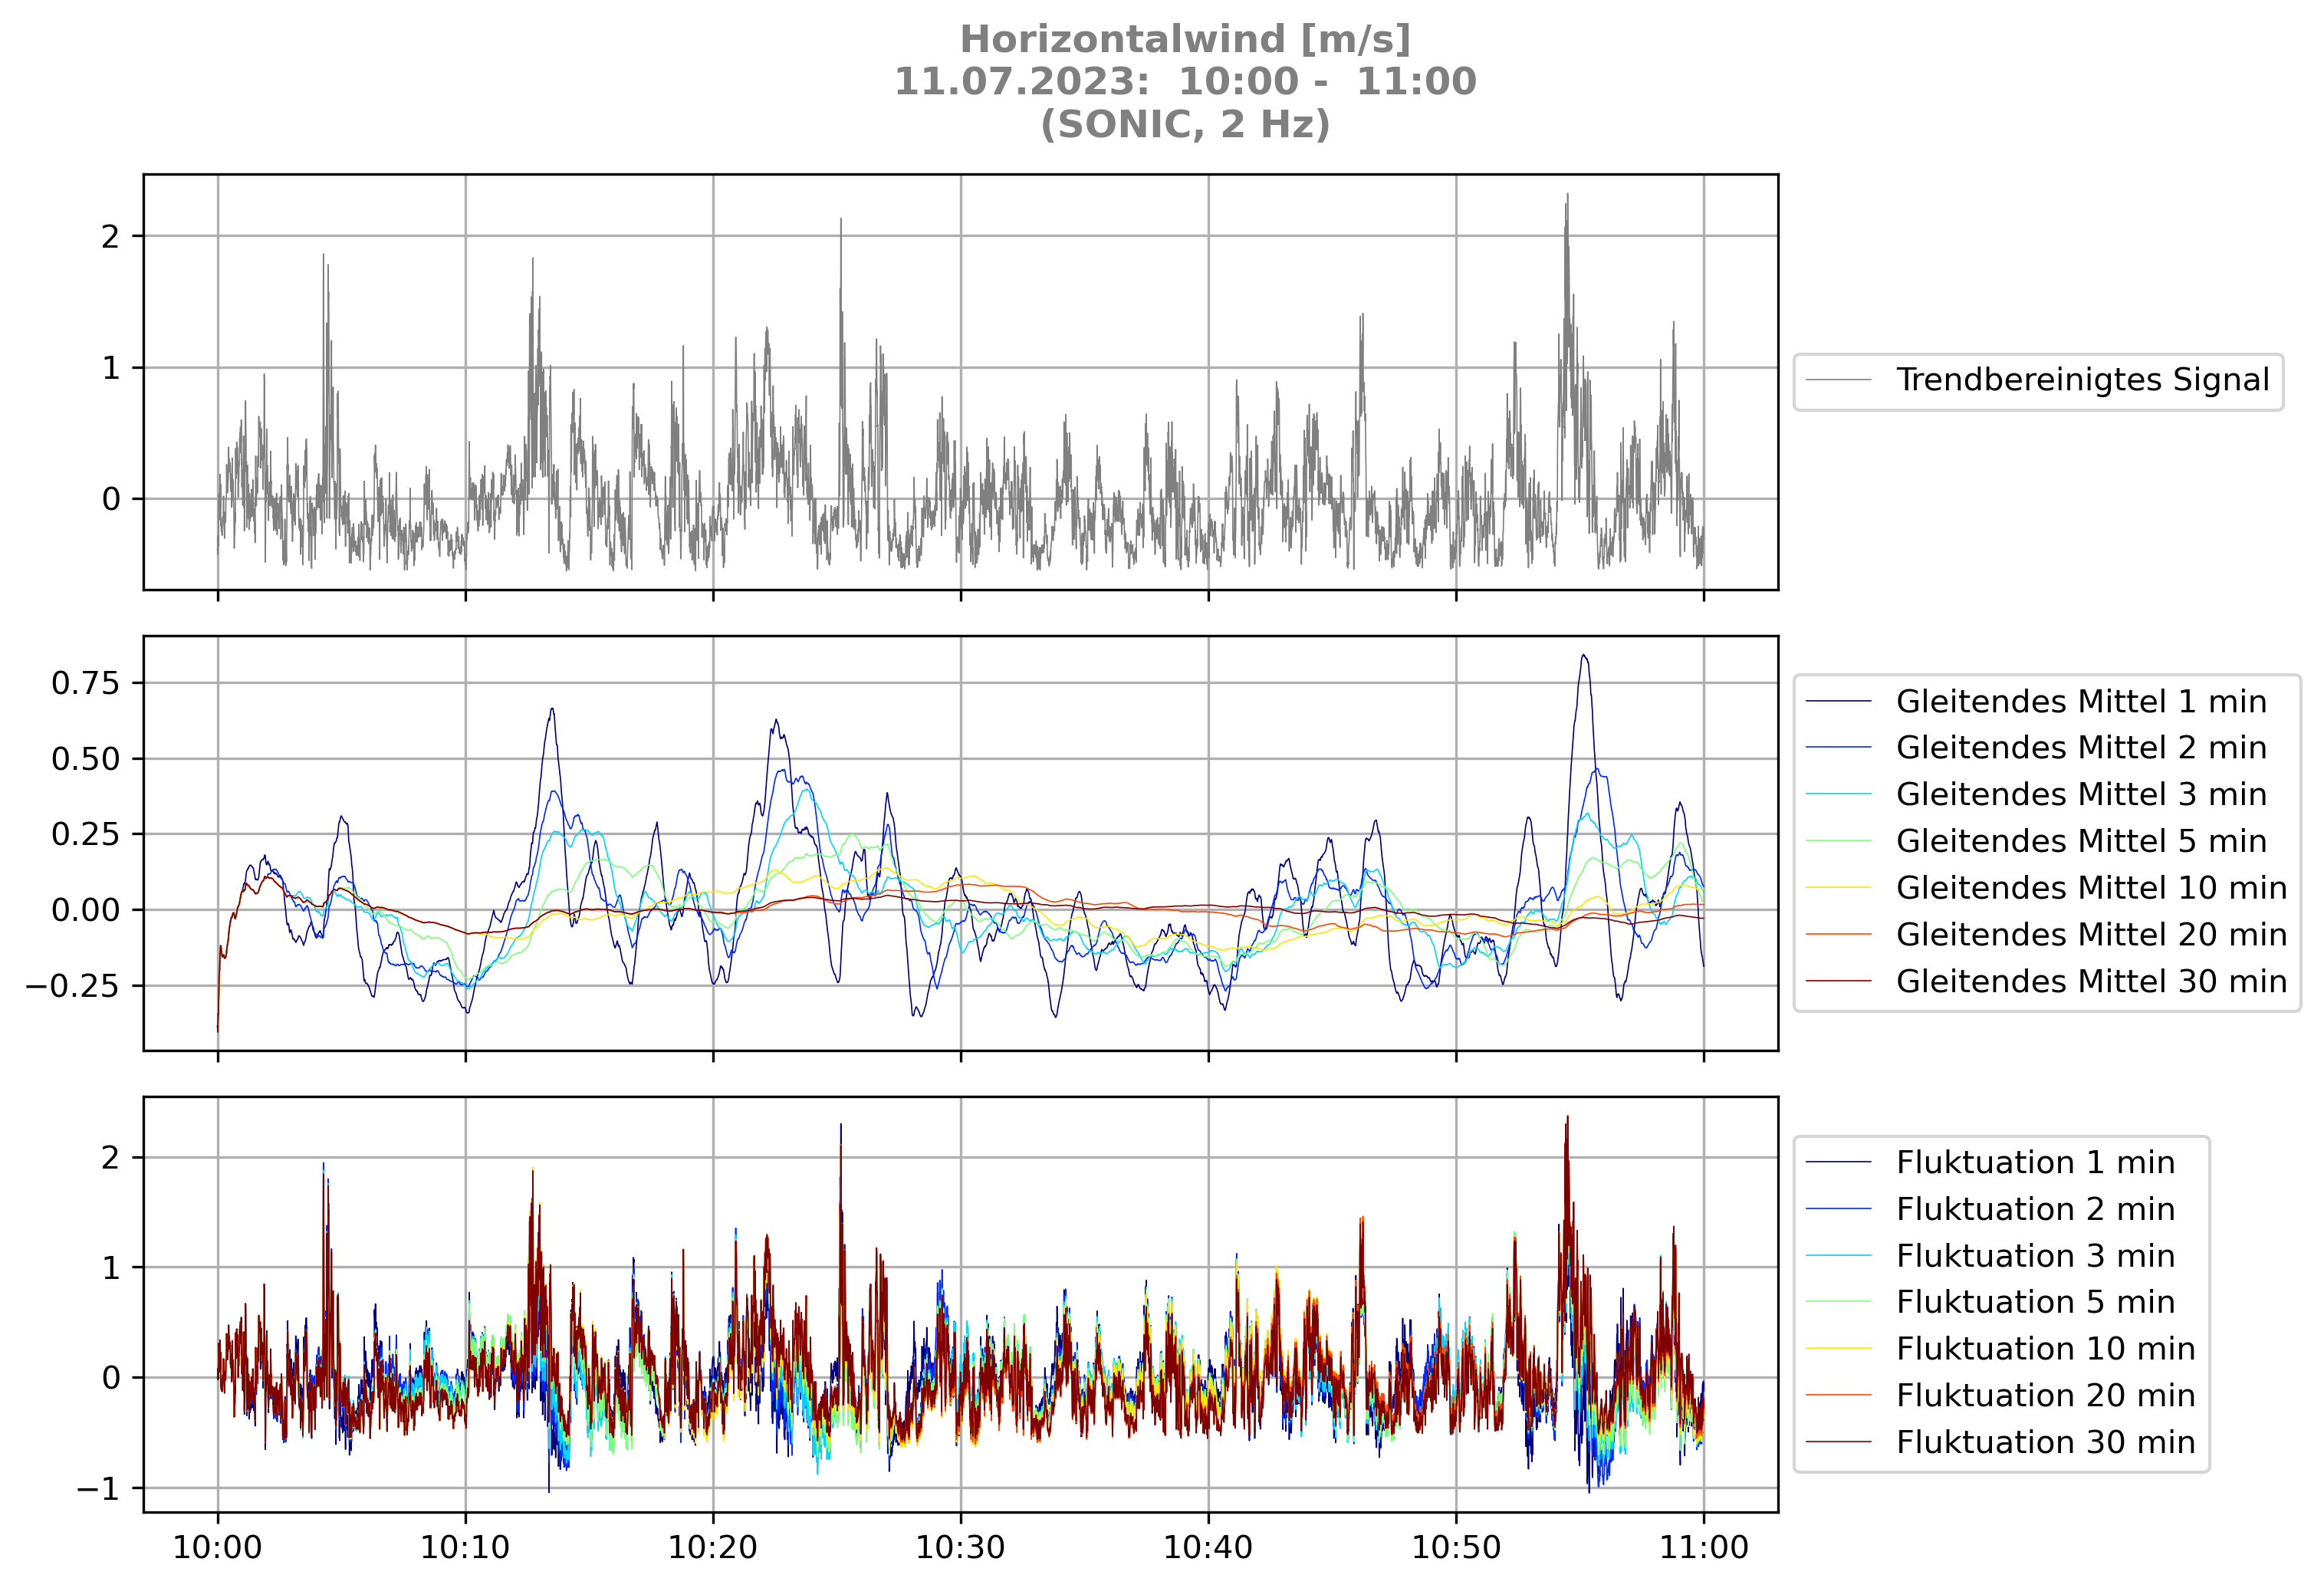 Horizontalwind [m/s]
11.07.2023:  10:00 -  11:00
(SONIC, 2 Hz)
2
1
0
Trendbereinigtes Signal
0.75
0.50
0.25
0.00
−0.25
Gleitendes Mittel 1 min
Gleitendes Mittel 2 min
Gleitendes Mittel 3 min
Gleitendes Mittel 5 min
Gleitendes Mittel 10 min
Gleitendes Mittel 20 min
Gleitendes Mittel 30 min
2
1
0
−1
Fluktuation 1 min
Fluktuation 2 min
Fluktuation 3 min
Fluktuation 5 min
Fluktuation 10 min
Fluktuation 20 min
Fluktuation 30 min
10:00 10:10 10:20 10:30 10:40 10:50 11:00